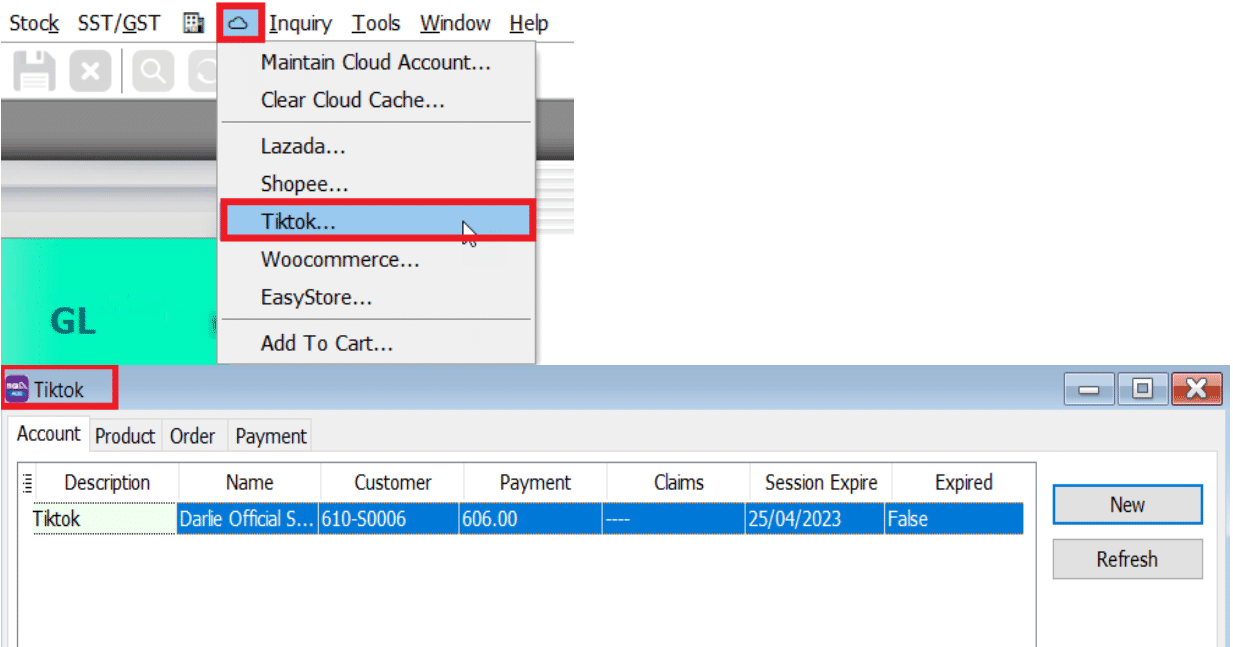 Stock SST/GST Inquiry Tools Window Help
Maintain Cloud Account...
Clear Cloud Cache...
Lazada...
Shopee...
Tiktok...
Woocommerce...
EasyStore...
GL
Add To Cart...
Tiktok
Account Product Order Payment
Description Name Customer Payment Claims Session Expire Expired
New
Tiktok Darlie Official S... 610-S0006 606.00 ---- 25/04/2023 False
Refresh